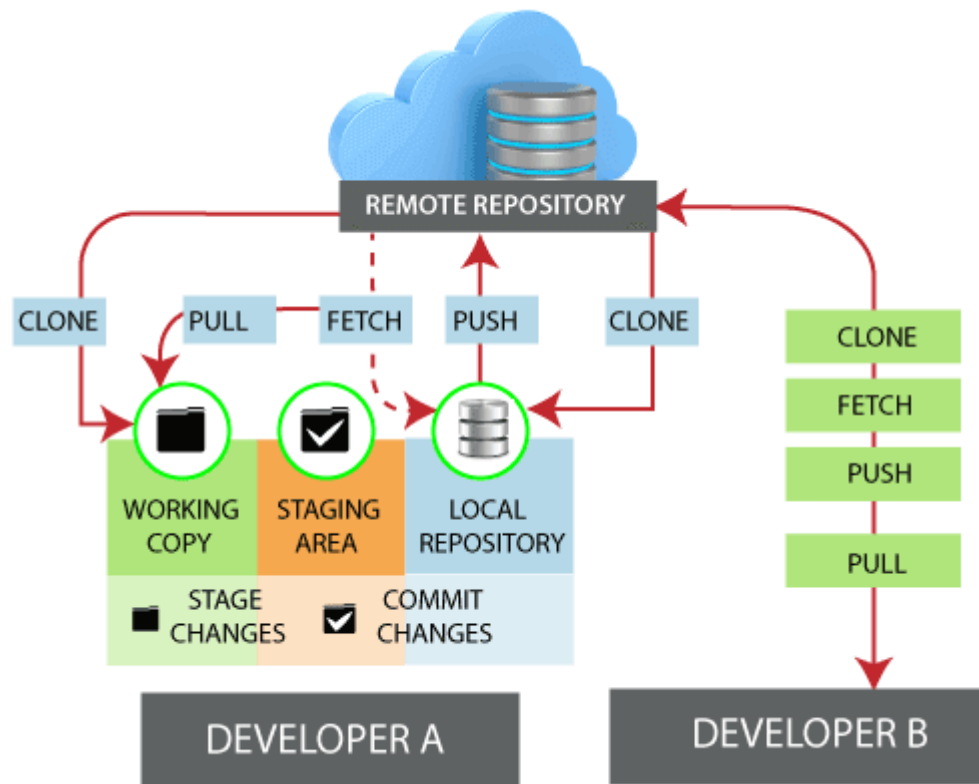 REMOTE REPOSITORY
CLONE
PULL
FETCH
PUSH
CLONE
CLONE
FETCH
PUSH
PULL
WORKING
COPY
STAGING
AREA
LOCAL
REPOSITORY
STAGE
CHANGES
COMMIT
CHANGES
DEVELOPER A
DEVELOPER B